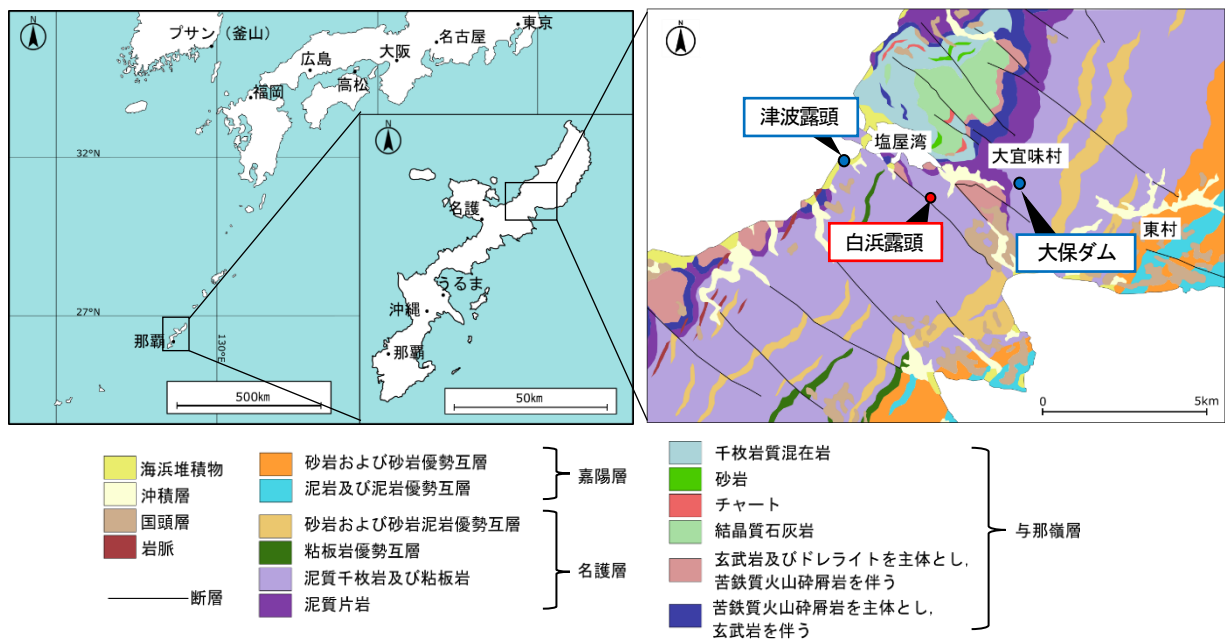 N
プサン（釜山）
東京
名古屋
大阪
広島
高松
福岡
32°N
27°N
130°E
那覇
500km
N
名護
うるま
沖縄
那覇
50km
N
津波露頭
塩屋湾
大宜味村
白浜露頭
大保ダム
東村
0 5km
海浜堆積物
沖積層
国頭層
岩脈
断層
砂岩および砂岩優勢互層
泥岩及び泥岩優勢互層
嘉陽層
砂岩および砂岩泥岩優勢互層
粘板岩優勢互層
泥質千枚岩及び粘板岩
泥質片岩
名護層
千枚岩質混在岩
砂岩
チャート
結晶質石灰岩
玄武岩及びドレライトを主体とし，
苦鉄質火山砕屑岩を伴う
苦鉄質火山砕屑岩を主体とし，
玄武岩を伴う
与那嶺層